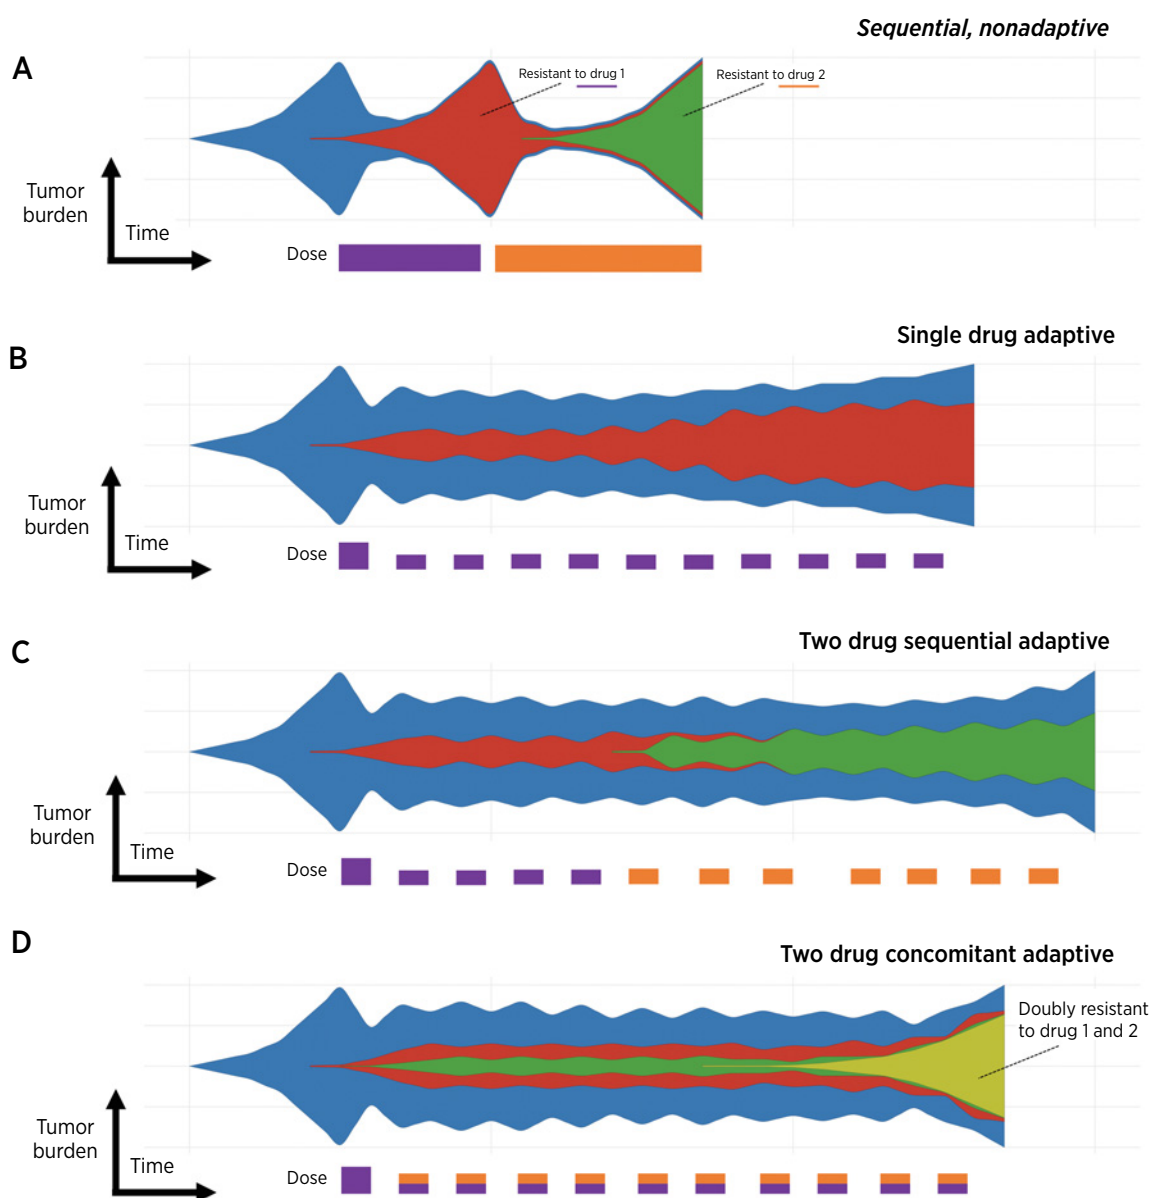 Sequential, nonadaptive
A
Resistant to drug 1
Resistant to drug 2
Tumor
burden
Time
Dose
Single drug adaptive
B
Tumor
burden
Time
Dose
Two drug sequential adaptive
C
Tumor
burden
Time
Dose
D
Two drug concomitant adaptive
Doubly resistant
to drug 1 and 2
Tumor
burden
Time
Dose